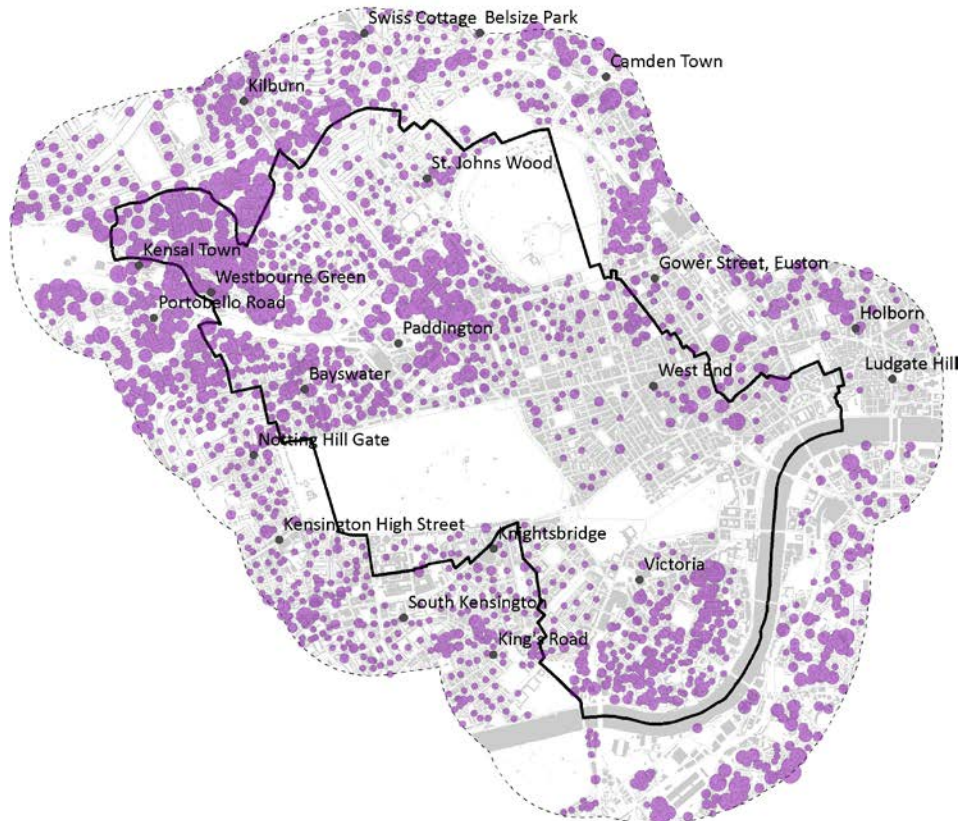 Swiss Cottage
Belsize Park
Camden Town
Kilburn
St. Johns Wood
Kensal Town
Westbourne Green
Gower Street, Euston
Portobello Road
Holborn
Paddington
Ludgate Hill
Bayswater
West End
Notting Hill Gate
Kensington High Street
Knightsbridge
Victoria
South Kensington
King's Road